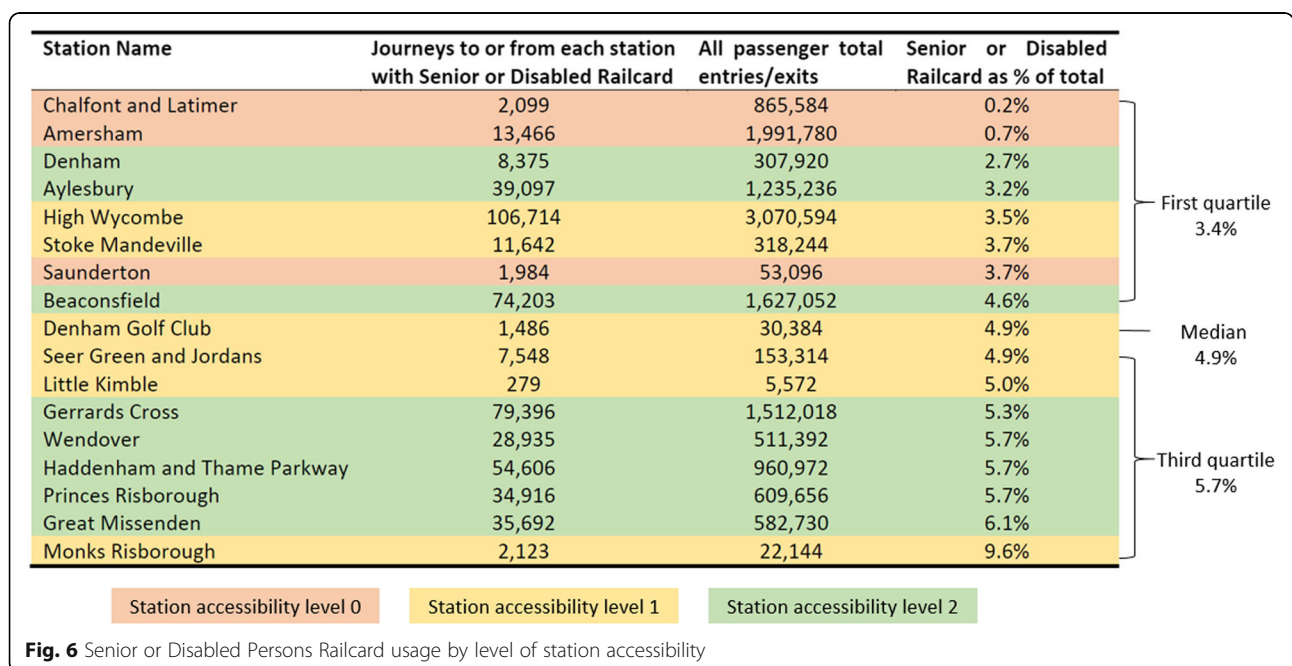 Station Name Journeys to or from each station with Senior or Disabled Railcard All passenger total entries/exits Senior or Disabled Railcard as % of total
Chalfont and Latimer 2,099 865,584 0.2%
Amersham 13,466 1,991,780 0.7%
Denham 8,375 307,920 2.7%
Aylesbury 39,097 1,235,236 3.2%
High Wycombe 106,714 3,070,594 3.5%
First quartile
3.4%
Stoke Mandeville 11,642 318,244 3.7%
Saunderton 1,984 53,096 3.7%
Beaconsfield 74,203 1,627,052 4.6%
Denham Golf Club 1,486 30,384 4.9%
Median
4.9%
Seer Green and Jordans 7,548 153,314 4.9%
Little Kimble 279 5,572 5.0%
Gerrards Cross 79,396 1,512,018 5.3%
Wendover 28,935 511,392 5.7%
Haddenham and Thame Parkway 54,606 960,972 5.7%
Third quartile
5.7%
Princes Risborough 34,916 609,656 5.7%
Great Missenden 35,692 582,730 6.1%
Monks Risborough 2,123 22,144 9.6%
Station accessibility level 0 Station accessibility level 1 Station accessibility level 2
Fig. 6 Senior or Disabled Persons Railcard usage by level of station accessibility